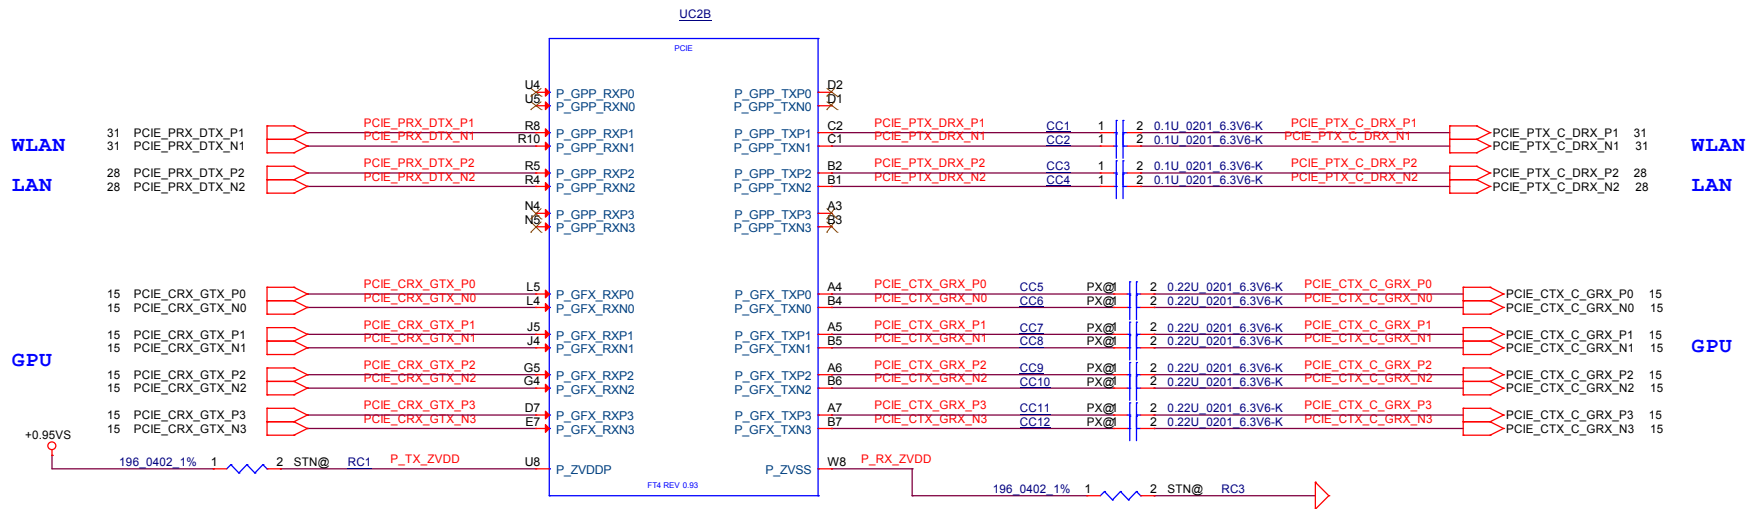 UC2B
PCIE
U4 P_GPP_RXP0 P_GPP_TXP0 D2
U5 P_GPP_RXN0 P_GPP_TXN0 D1
WLAN
31 PCIE_PRX_DTX_P1 PCIE_PRX_DTX_P1 R8 P_GPP_RXP1 P_GPP_TXP1 C2 PCIE_PTX_DRX_P1 CC1 1 2 0.1U_0201_6.3V6-K PCIE_PTX_C_DRX_P1 PCIE_PTX_C_DRX_P1 31
31 PCIE_PRX_DTX_N1 PCIE_PRX_DTX_N1 R10 P_GPP_RXN1 P_GPP_TXN1 C1 PCIE_PTX_DRX_N1 CC2 1 2 0.1U_0201_6.3V6-K PCIE_PTX_C_DRX_N1 PCIE_PTX_C_DRX_N1 31
WLAN
LAN
28 PCIE_PRX_DTX_P2 PCIE_PRX_DTX_P2 R5 P_GPP_RXP2 P_GPP_TXP2 B2 PCIE_PTX_DRX_P2 CC3 1 2 0.1U_0201_6.3V6-K PCIE_PTX_C_DRX_P2 PCIE_PTX_C_DRX_P2 28
28 PCIE_PRX_DTX_N2 PCIE_PRX_DTX_N2 R4 P_GPP_RXN2 P_GPP_TXN2 B1 PCIE_PTX_DRX_N2 CC4 1 2 0.1U_0201_6.3V6-K PCIE_PTX_C_DRX_N2 PCIE_PTX_C_DRX_N2 28
LAN
N4 P_GPP_RXP3 P_GPP_TXP3 A3
N5 P_GPP_RXN3 P_GPP_TXN3 B3
15 PCIE_CRX_GTX_P0 PCIE_CRX_GTX_P0 L5 P_GFX_RXP0 P_GFX_TXP0 A4 PCIE_CTX_GRX_P0 CC5 PX@1 2 0.22U_0201_6.3V6-K PCIE_CTX_C_GRX_P0 PCIE_CTX_C_GRX_P0 15
15 PCIE_CRX_GTX_N0 PCIE_CRX_GTX_N0 L4 P_GFX_RXN0 P_GFX_TXN0 B4 PCIE_CTX_GRX_N0 CC6 PX@1 2 0.22U_0201_6.3V6-K PCIE_CTX_C_GRX_N0 PCIE_CTX_C_GRX_N0 15
15 PCIE_CRX_GTX_P1 PCIE_CRX_GTX_P1 J5 P_GFX_RXP1 P_GFX_TXP1 A5 PCIE_CTX_GRX_P1 CC7 PX@1 2 0.22U_0201_6.3V6-K PCIE_CTX_C_GRX_P1 PCIE_CTX_C_GRX_P1 15
15 PCIE_CRX_GTX_N1 PCIE_CRX_GTX_N1 J4 P_GFX_RXN1 P_GFX_TXN1 B5 PCIE_CTX_GRX_N1 CC8 PX@1 2 0.22U_0201_6.3V6-K PCIE_CTX_C_GRX_N1 PCIE_CTX_C_GRX_N1 15
GPU
GPU
15 PCIE_CRX_GTX_P2 PCIE_CRX_GTX_P2 G5 P_GFX_RXP2 P_GFX_TXP2 A6 PCIE_CTX_GRX_P2 CC9 PX@1 2 0.22U_0201_6.3V6-K PCIE_CTX_C_GRX_P2 PCIE_CTX_C_GRX_P2 15
15 PCIE_CRX_GTX_N2 PCIE_CRX_GTX_N2 G4 P_GFX_RXN2 P_GFX_TXN2 B6 PCIE_CTX_GRX_N2 CC10 PX@1 2 0.22U_0201_6.3V6-K PCIE_CTX_C_GRX_N2 PCIE_CTX_C_GRX_N2 15
15 PCIE_CRX_GTX_P3 PCIE_CRX_GTX_P3 D7 P_GFX_RXP3 P_GFX_TXP3 A7 PCIE_CTX_GRX_P3 CC11 PX@1 2 0.22U_0201_6.3V6-K PCIE_CTX_C_GRX_P3 PCIE_CTX_C_GRX_P3 15
15 PCIE_CRX_GTX_N3 PCIE_CRX_GTX_N3 E7 P_GFX_RXN3 P_GFX_TXN3 B7 PCIE_CTX_GRX_N3 CC12 PX@1 2 0.22U_0201_6.3V6-K PCIE_CTX_C_GRX_N3 PCIE_CTX_C_GRX_N3 15
+0.95VS
196_0402_1% 1 2 STN@ RC1 P_TX_ZVDD U8 P_ZVDDP P_ZVSS W8 P_RX_ZVDD
FT4 REV 0.93
196_0402_1% 1 2 STN@ RC3